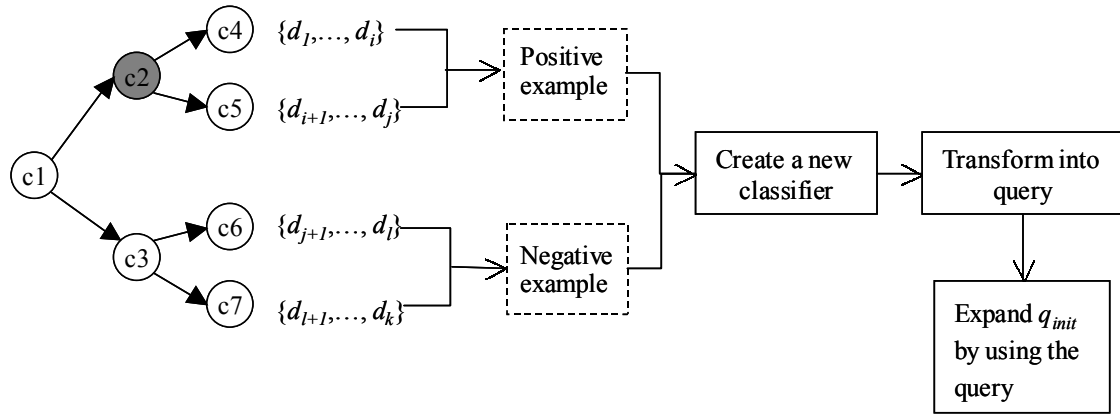 c1
c2
c3
c4
c5
c6
c7
{d1,…, di}
{di+1,…, dj}
{dj+1,…, dl}
{dl+1,…, dk}
Positive
example
Negative
example
Create a new
classifier
Transform into
query
Expand qinit
by using the
query